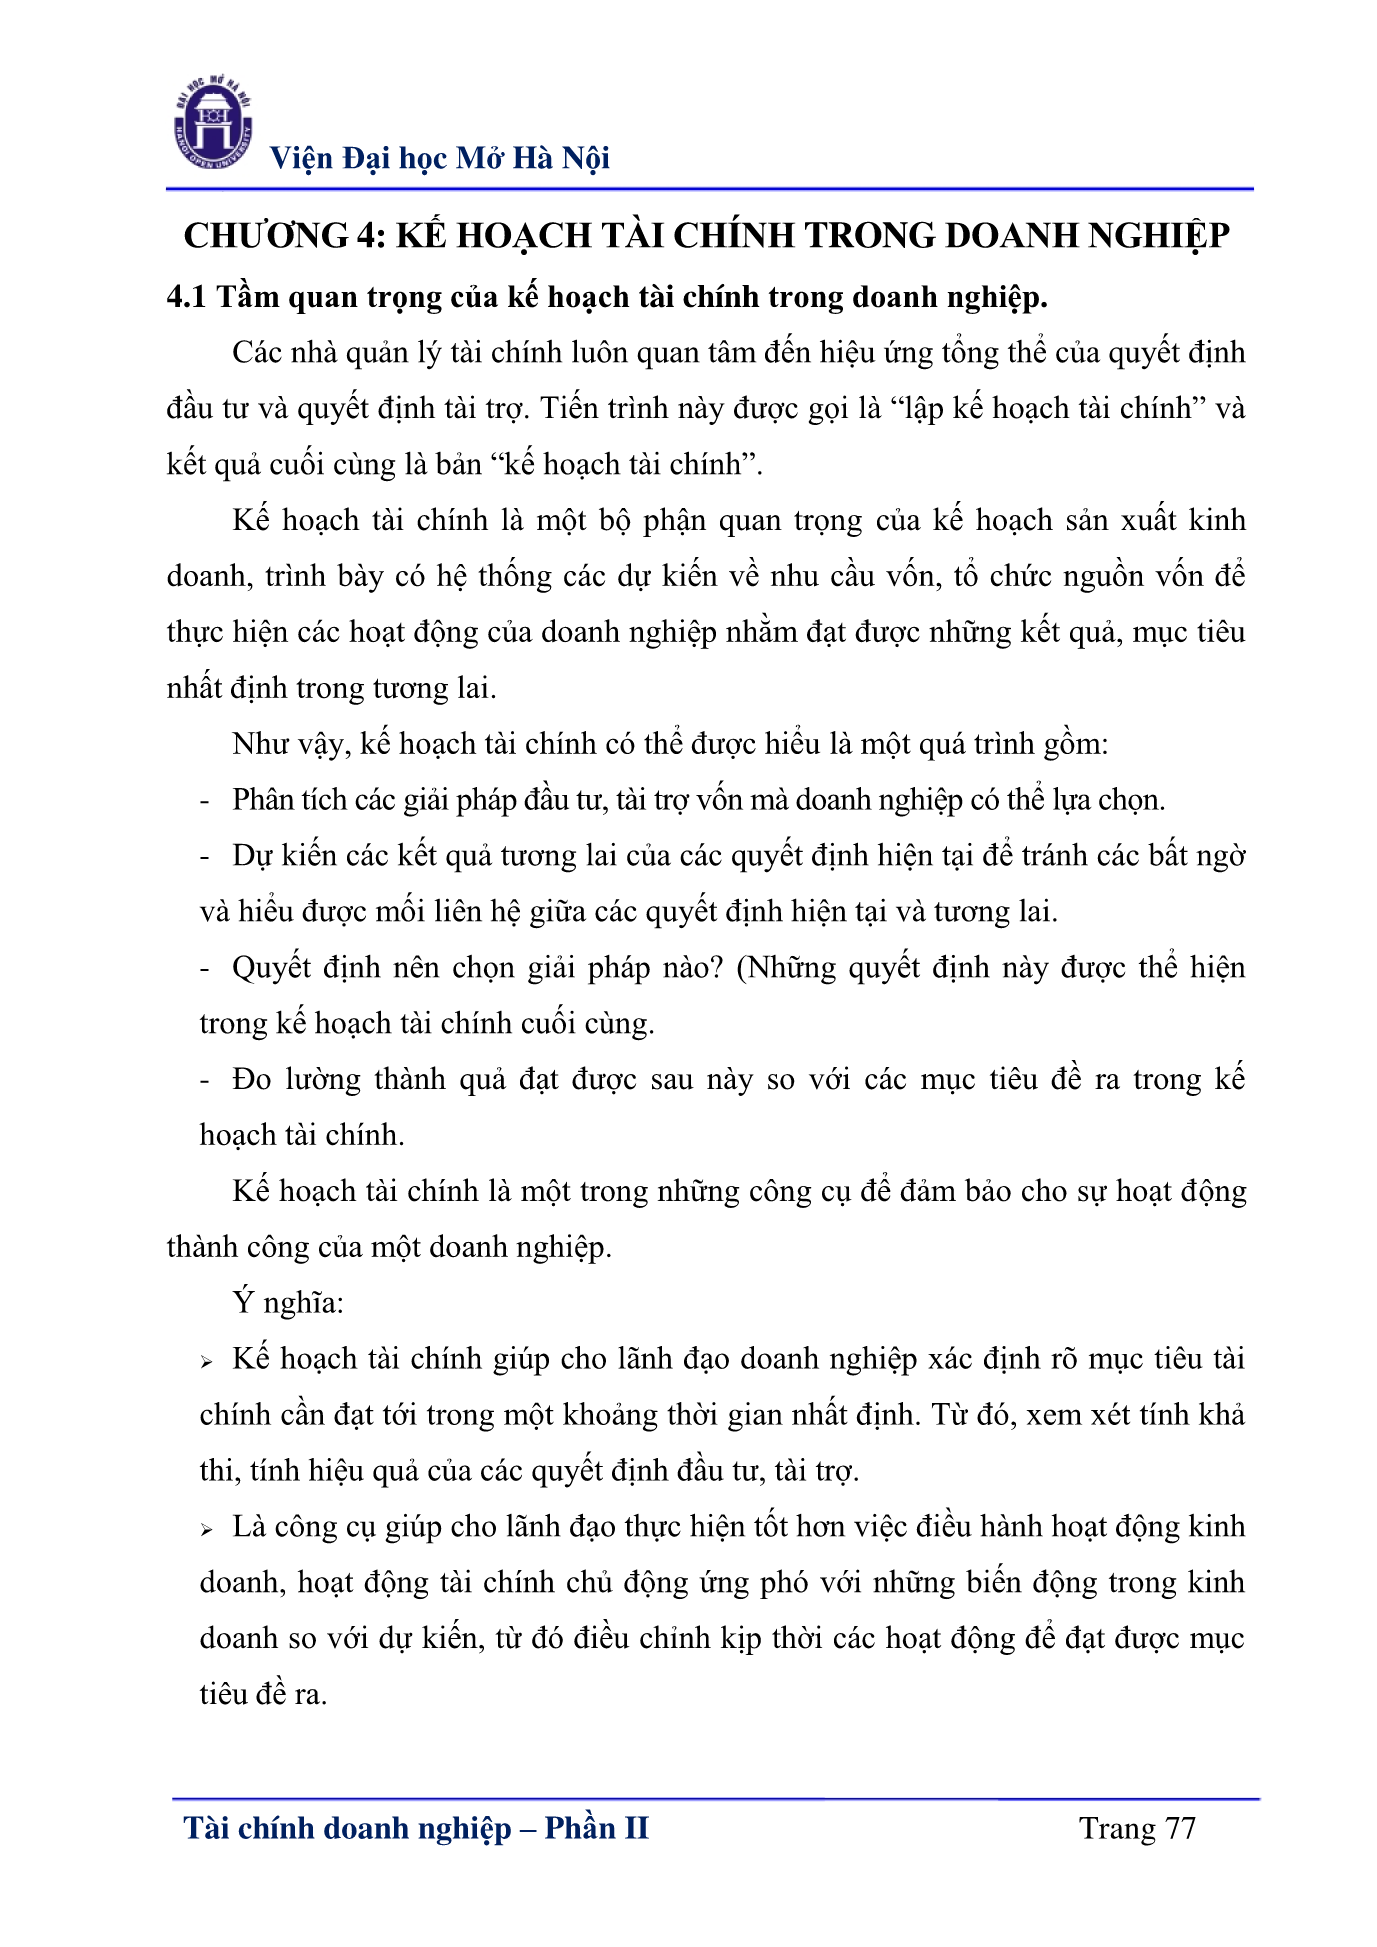 ĐẠI HỌC MỞ HÀ NỘI
HANOI OPEN UNIVERSITY
Viện Đại học Mở Hà Nội
CHƯƠNG 4: KẾ HOẠCH TÀI CHÍNH TRONG DOANH NGHIỆP
4.1 Tầm quan trọng của kế hoạch tài chính trong doanh nghiệp.
Các nhà quản lý tài chính luôn quan tâm đến hiệu ứng tổng thể của quyết định
đầu tư và quyết định tài trợ. Tiến trình này được gọi là “lập kế hoạch tài chính” và
kết quả cuối cùng là bản “kế hoạch tài chính”.
Kế hoạch tài chính là một bộ phận quan trọng của kế hoạch sản xuất kinh
doanh, trình bày có hệ thống các dự kiến về nhu cầu vốn, tổ chức nguồn vốn để
thực hiện các hoạt động của doanh nghiệp nhằm đạt được những kết quả, mục tiêu
nhất định trong tương lai.
Như vậy, kế hoạch tài chính có thể được hiểu là một quá trình gồm:
- Phân tích các giải pháp đầu tư, tài trợ vốn mà doanh nghiệp có thể lựa chọn.
- Dự kiến các kết quả tương lai của các quyết định hiện tại để tránh các bất ngờ
và hiểu được mối liên hệ giữa các quyết định hiện tại và tương lai.
- Quyết định nên chọn giải pháp nào? (Những quyết định này được thể hiện
trong kế hoạch tài chính cuối cùng.
- Đo lường thành quả đạt được sau này so với các mục tiêu đề ra trong kế
hoạch tài chính.
Kế hoạch tài chính là một trong những công cụ để đảm bảo cho sự hoạt động
thành công của một doanh nghiệp.
Ý nghĩa:
➢ Kế hoạch tài chính giúp cho lãnh đạo doanh nghiệp xác định rõ mục tiêu tài
chính cần đạt tới trong một khoảng thời gian nhất định. Từ đó, xem xét tính khả
thi, tính hiệu quả của các quyết định đầu tư, tài trợ.
➢ Là công cụ giúp cho lãnh đạo thực hiện tốt hơn việc điều hành hoạt động kinh
doanh, hoạt động tài chính chủ động ứng phó với những biến động trong kinh
doanh so với dự kiến, từ đó điều chỉnh kịp thời các hoạt động để đạt được mục
tiêu đề ra.
Tài chính doanh nghiệp – Phần II
Trang 77